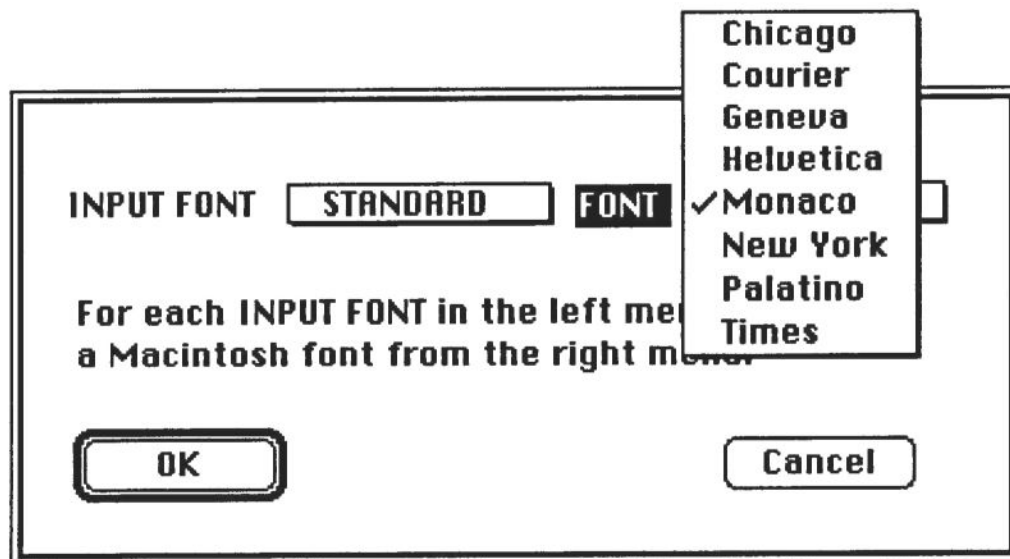 Chicago
Courier
Geneva
Helvetica
INPUT FONT STANDARD FONT ✓Monaco
New York
Palatino
For each INPUT FONT in the left
Times
a Macintosh font from the right
OK Cancel